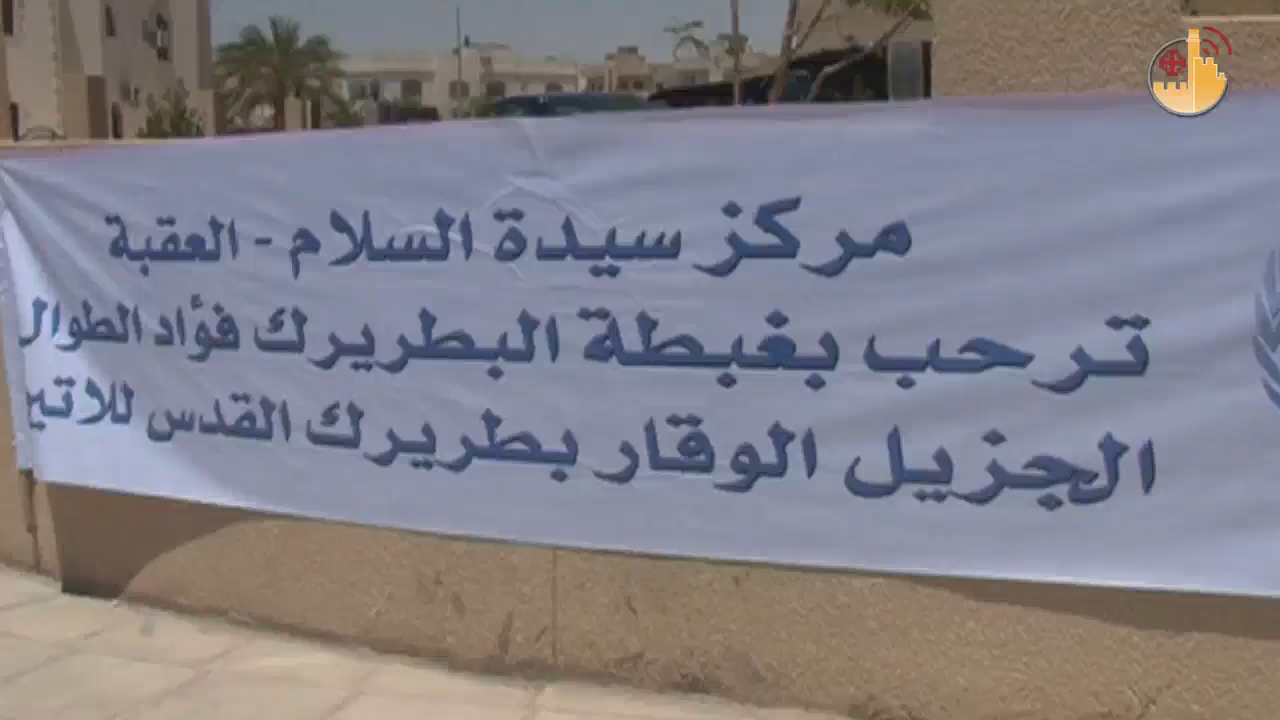 مركز سيدة السلام - العقبة
ترحب بغبطة البطريرك فؤاد الطوال
الجزيل الوقار بطريرك القدس للاتين